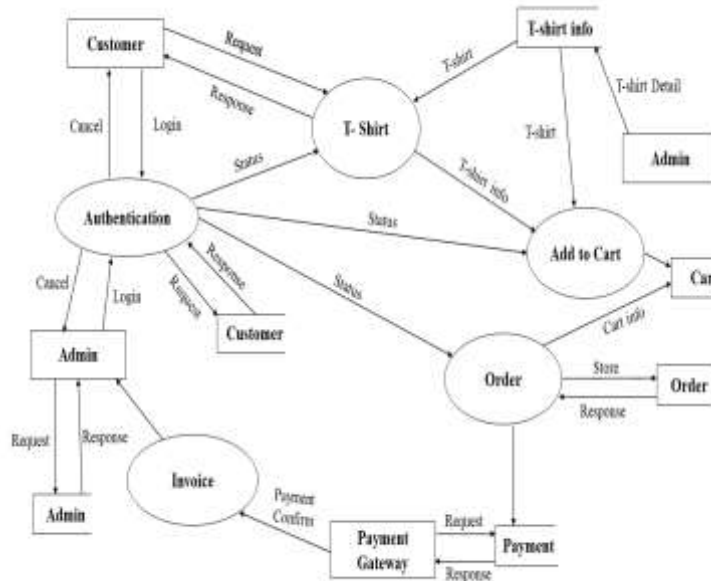 Customer
T-shirt info
Request
T-shirt
Response
T-shirt Detail
T- Shirt
Cancel
Login
T-shirt
Admin
Status
T-shirt info
Authentication
Status
Add to Cart
Response
Request
Status
Cancel
Login
Customer
Cart info
Admin
Order
Store
Order
Response
Request
Response
Invoice
Payment
Confirm
Admin
Payment
Gateway
Request
Payment
Response